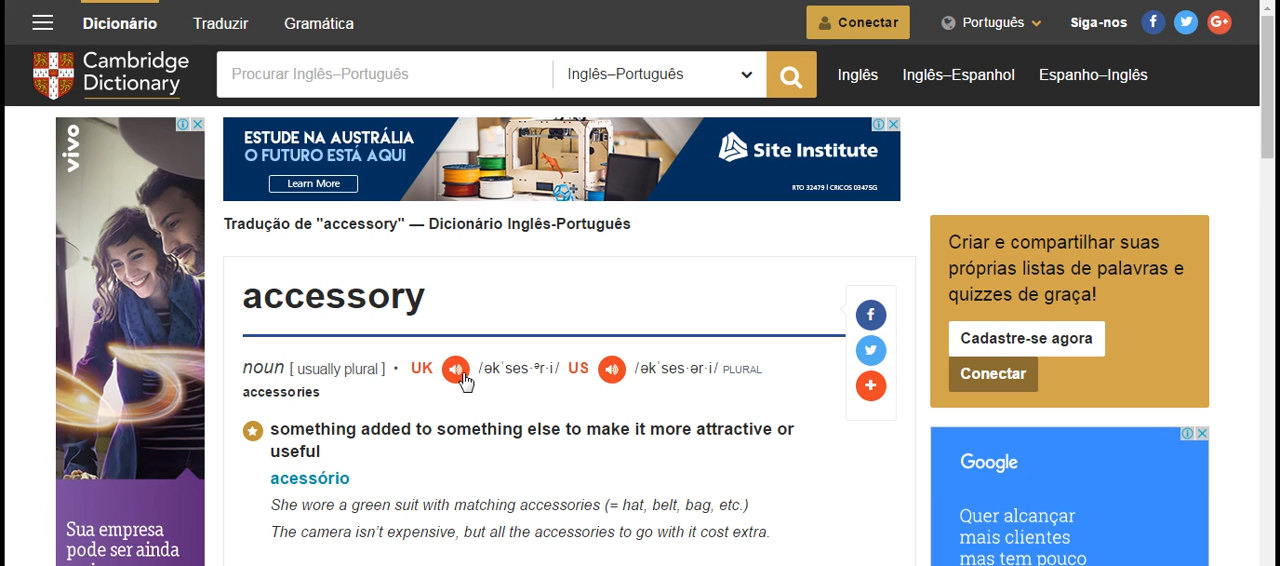 Dicionário
Traduzir
Gramática
Conectar
Português
Siga-nos
Cambridge
Dictionary
Procurar Inglês–Português
Inglês–Português
Inglês
Inglês–Espanhol
Espanho–Inglês
vivo
ESTUDE NA AUSTRÁLIA
O FUTURO ESTÁ AQUI
Learn More
Site Institute
RTO 32479 | CRICOS 03475G
Tradução de "accessory" — Dicionário Inglês-Português
accessory
noun [ usually plural ] · UK /əkˈses·ᵊr·i/ US /əkˈses·ər·i/ PLURAL
accessories
something added to something else to make it more attractive or
useful
acessório
She wore a green suit with matching accessories (= hat, belt, bag, etc.)
The camera isn't expensive, but all the accessories to go with it cost extra.
Criar e compartilhar suas
próprias listas de palavras e
quizzes de graça!
Cadastre-se agora
Conectar
Google
Quer alcançar
mais clientes
mas tem pouco
Sua empresa
pode ser ainda